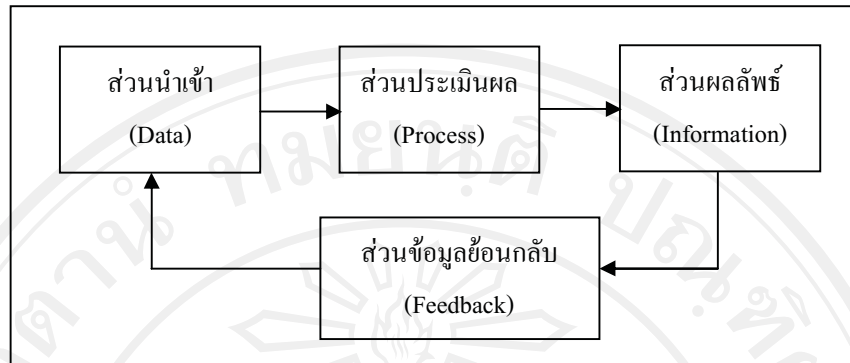 ส่วนนำเข้า
(Data)
ส่วนประเมินผล
(Process)
ส่วนผลลัพธ์
(Information)
ส่วนข้อมูลย้อนกลับ
(Feedback)